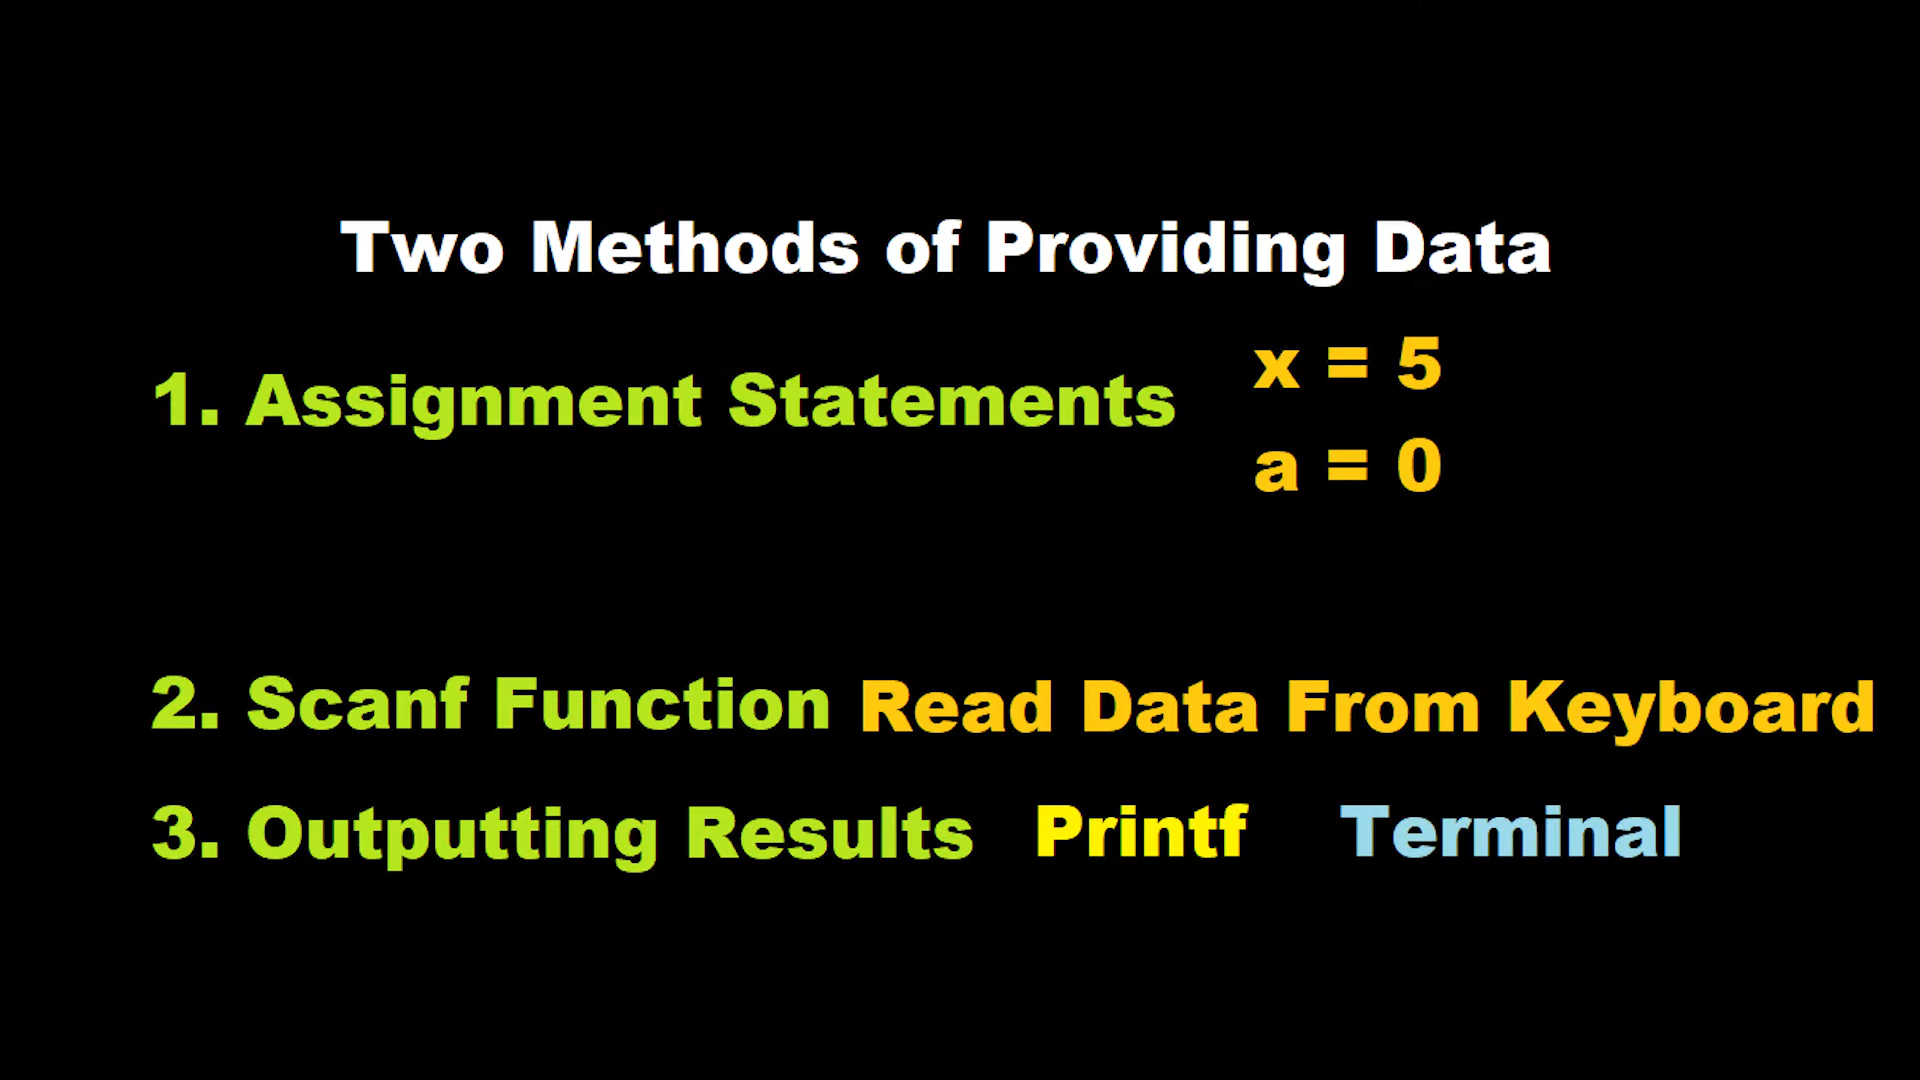 Two Methods of Providing Data
1. Assignment Statements
x = 5
a = 0
2. Scanf Function Read Data From Keyboard
3. Outputting Results Printf Terminal